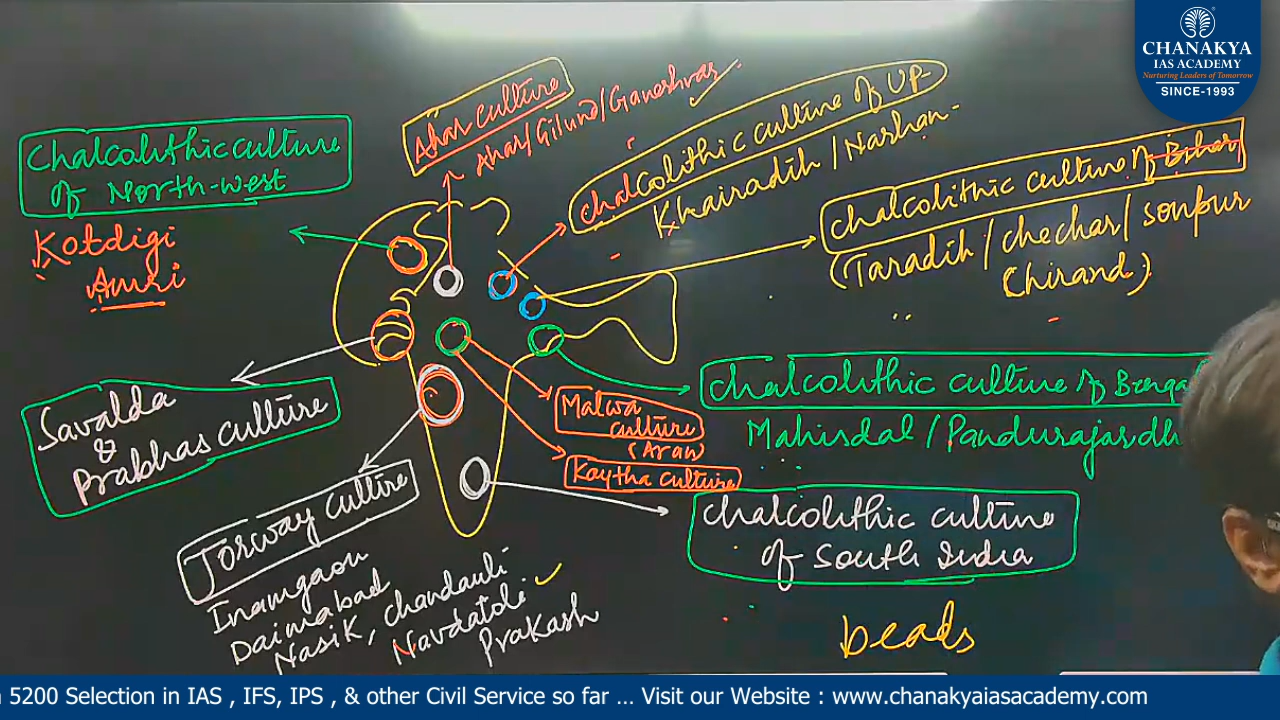 CHANAKYA
IAS ACADEMY
Nurturing Leaders of Tomorrow
SINCE-1993
Ahar culture
Ahar/Gilund/Ganeshvar
Chalcolithic culture of UP
Khairadih / Narhan
Chalcolithic culture
of North-west
Kotdigi
Amri
Chalcolithic culture of Bihar
(Taradih / chechar / sonpur
Chirand)
Savalda
&
Prabhas culture
Malwa
culture
Kaytha culture
Chalcolithic culture of Benga
Mahisdal / Pandurajardh
Jorway culture
Inamgaon
Daimabad
Nasik, chandauli
Navdatoli
Prakash
Chalcolithic culture
of South India
beads
5200 Selection in IAS , IFS, IPS , & other Civil Service so far ... Visit our Website : www.chanakyaiasacademy.com